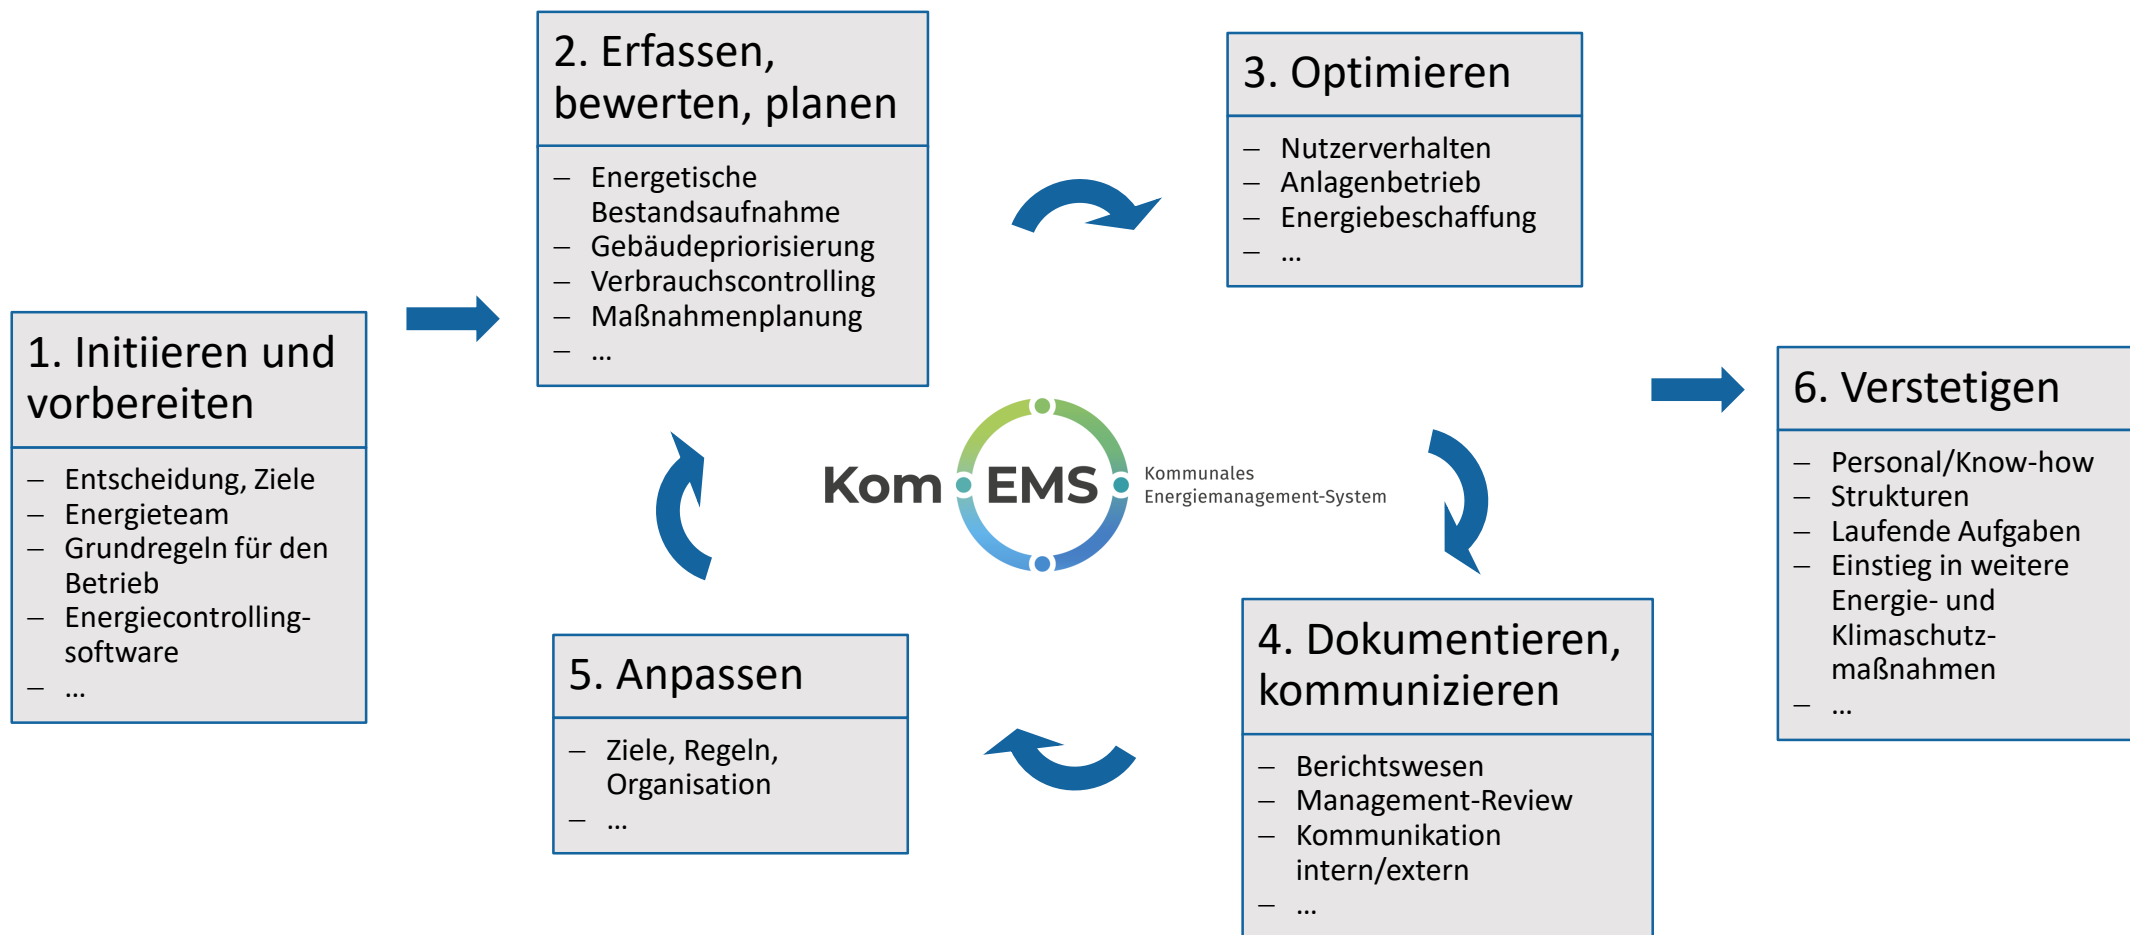 1. Initiieren und
vorbereiten
– Entscheidung, Ziele
– Energieteam
– Grundregeln für den
Betrieb
– Energiecontrolling-
software
– ...
2. Erfassen,
bewerten, planen
– Energetische
Bestandsaufnahme
– Gebäudepriorisierung
– Verbrauchscontrolling
– Maßnahmenplanung
– ...
3. Optimieren
– Nutzerverhalten
– Anlagenbetrieb
– Energiebeschaffung
– ...
Kom EMS
Kommunales
Energiemanagement-System
4. Dokumentieren,
kommunizieren
– Berichtswesen
– Management-Review
– Kommunikation
intern/extern
– ...
5. Anpassen
– Ziele, Regeln,
Organisation
– ...
6. Verstetigen
– Personal/Know-how
– Strukturen
– Laufende Aufgaben
– Einstieg in weitere
Energie- und
Klimaschutz-
maßnahmen
– ...